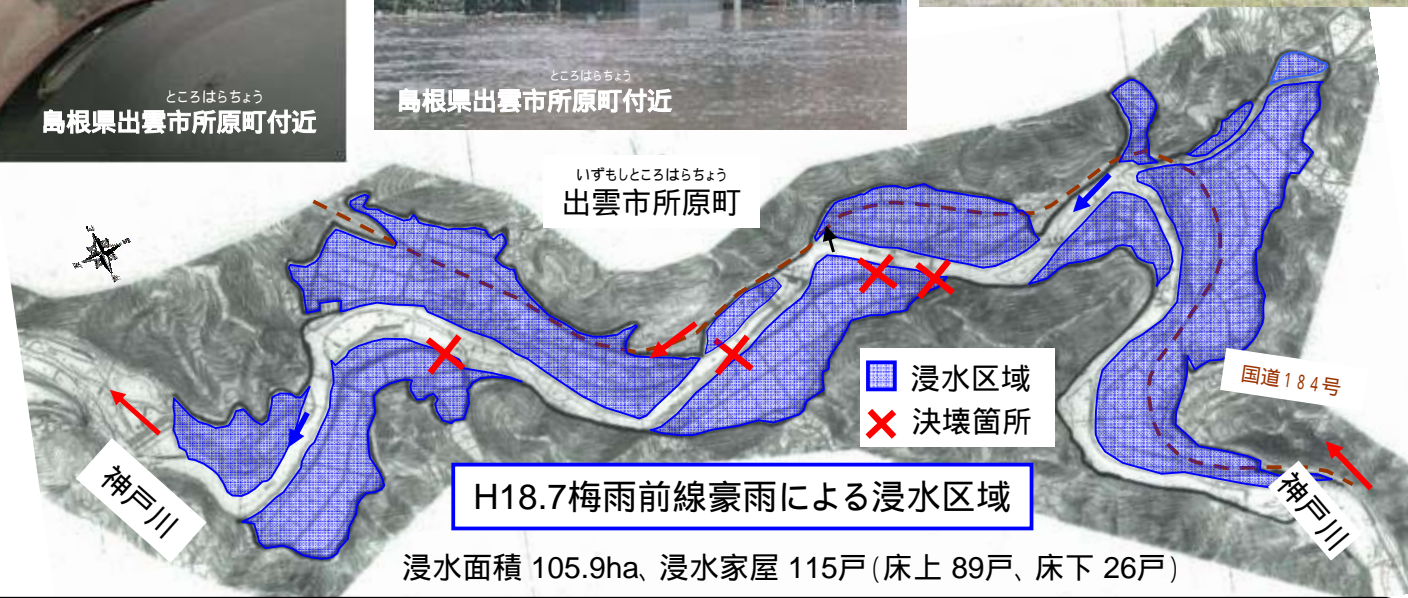 ところはらちょう
島根県出雲市所原町付近
ところはらちょう
島根県出雲市所原町付近
いずもしところはらちょう
出雲市所原町
浸水区域
決壊箇所
国道184号
神戸川
神戸川
H18.7梅雨前線豪雨による浸水区域
浸水面積 105.9ha、浸水家屋 115戸(床上 89戸、床下 26戸)